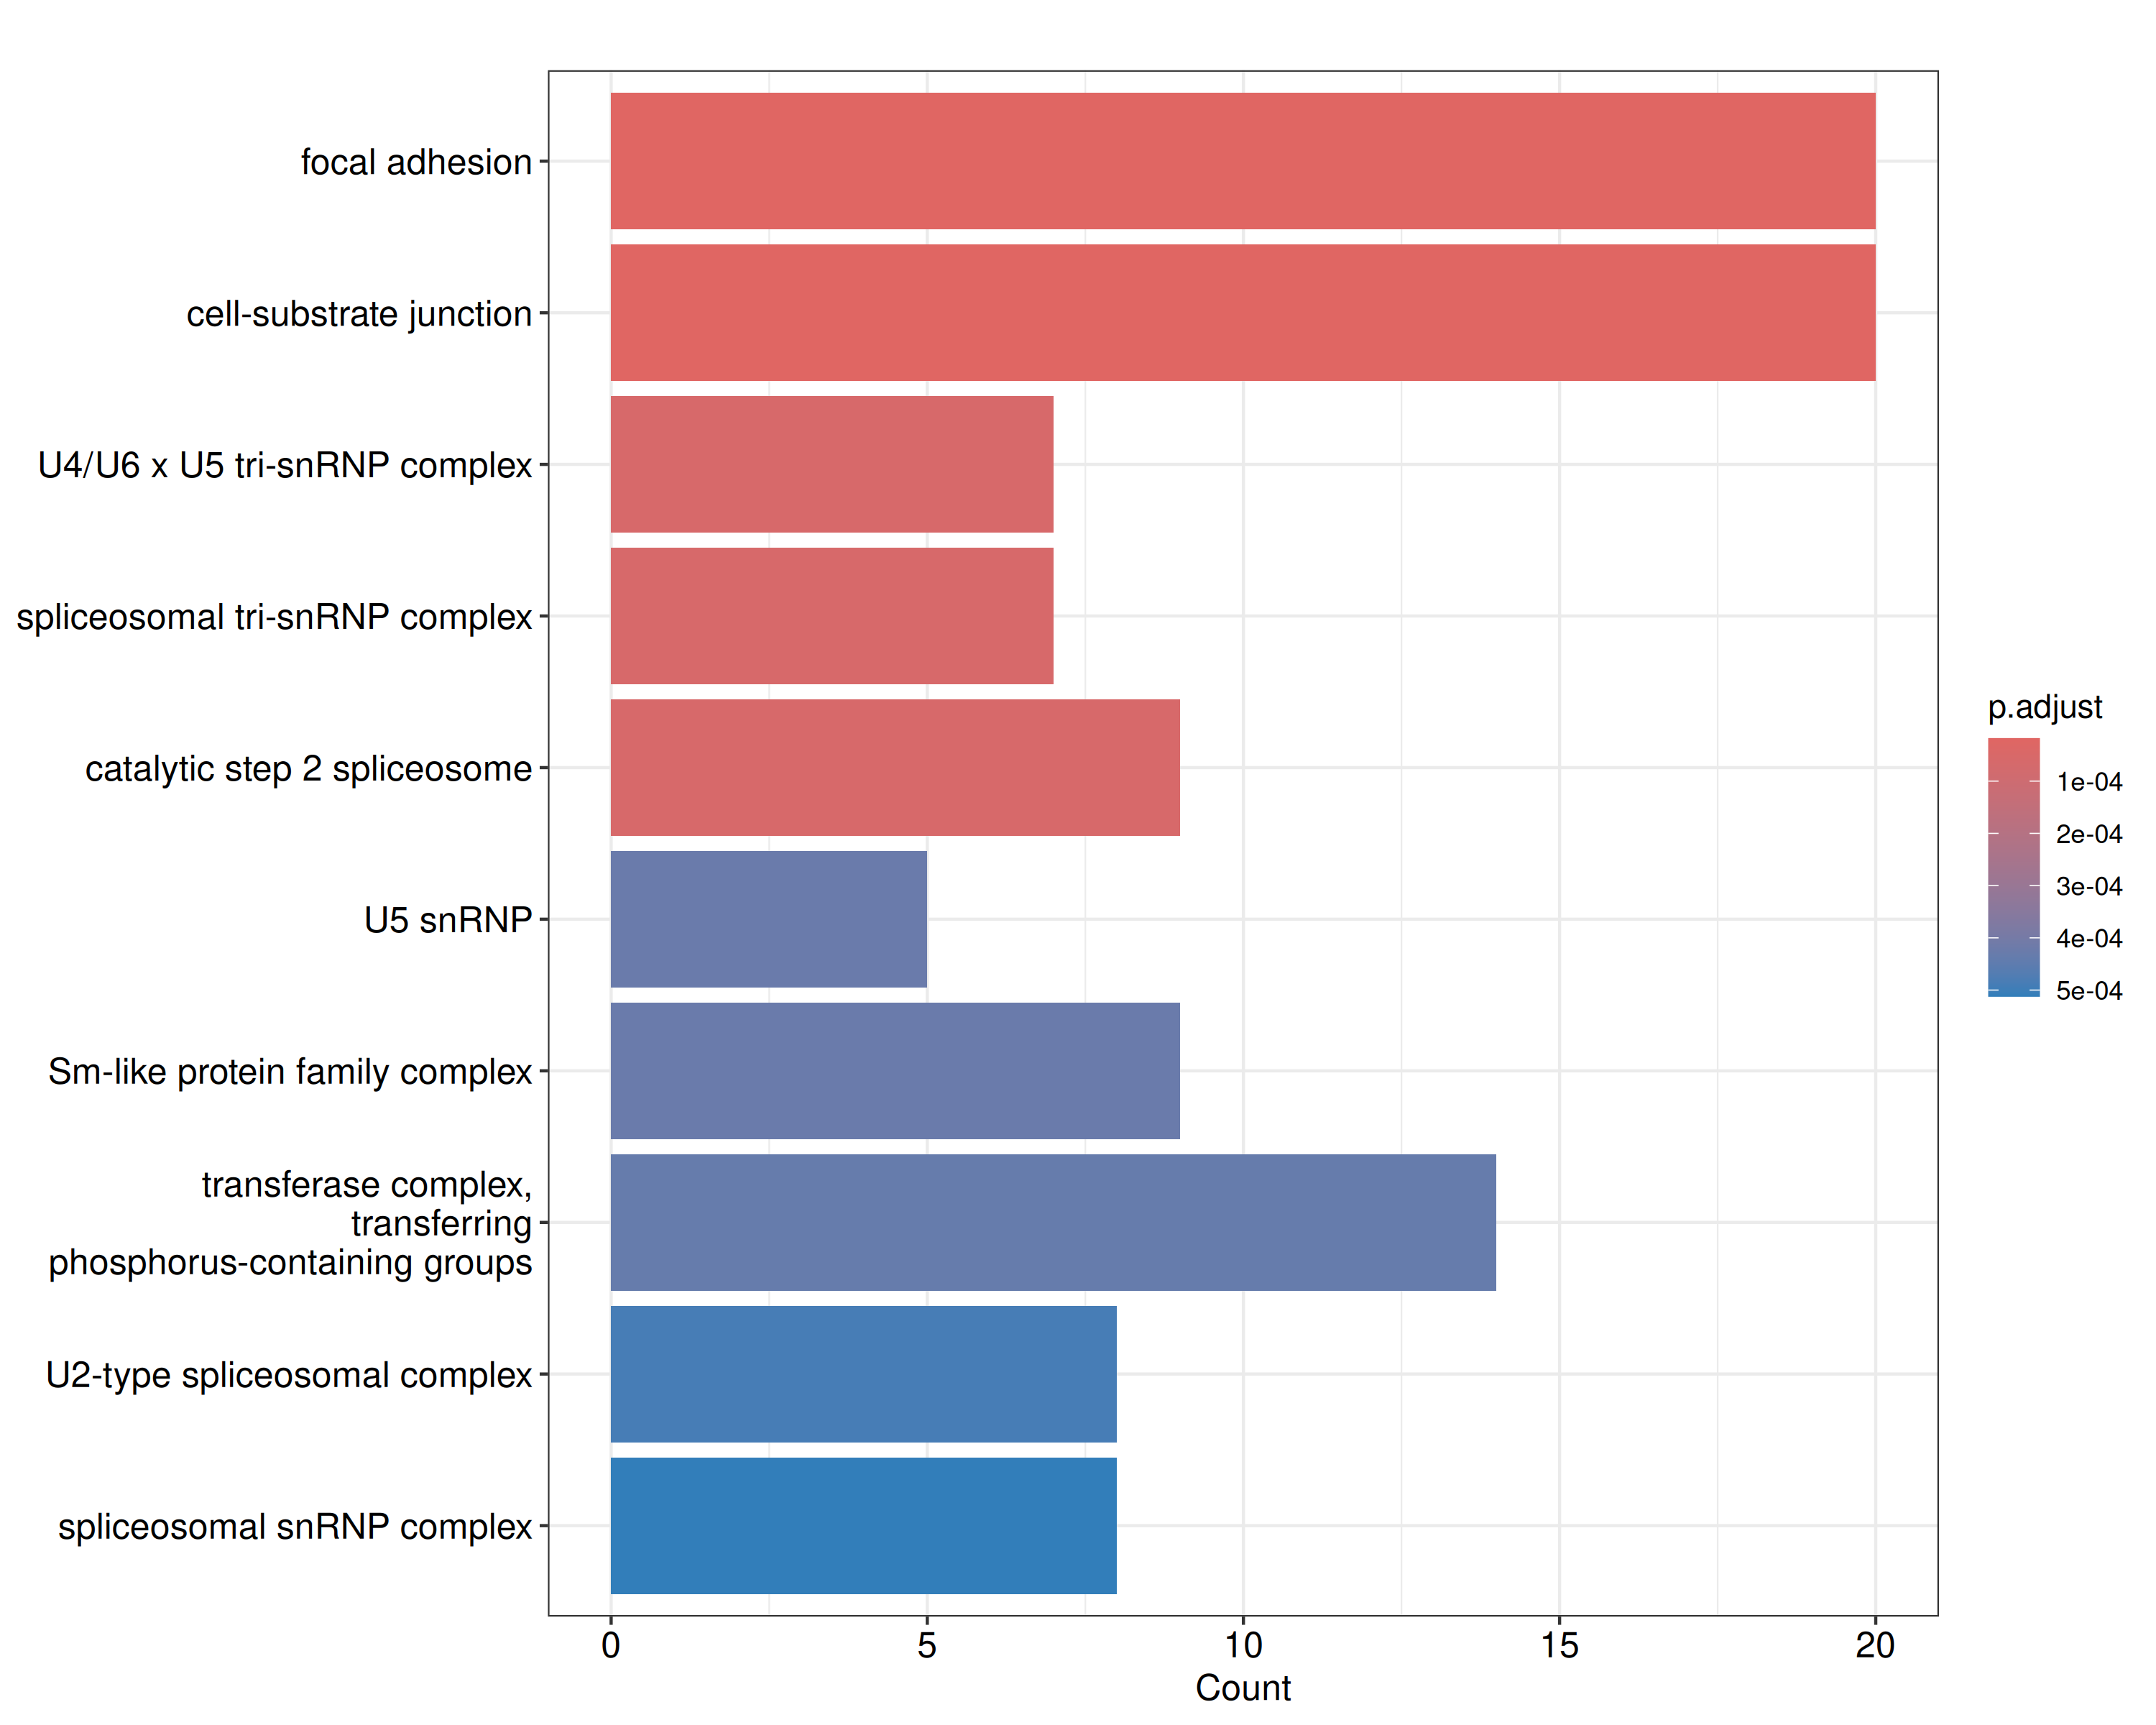 focal adhesion
cell-substrate junction
U4/U6 x U5 tri-snRNP complex
spliceosomal tri-snRNP complex
catalytic step 2 spliceosome
U5 snRNP
Sm-like protein family complex
transferase complex,
transferring
phosphorus-containing groups
U2-type spliceosomal complex
spliceosomal snRNP complex
0 5 10 15 20
Count
p.adjust
1e-04
2e-04
3e-04
4e-04
5e-04